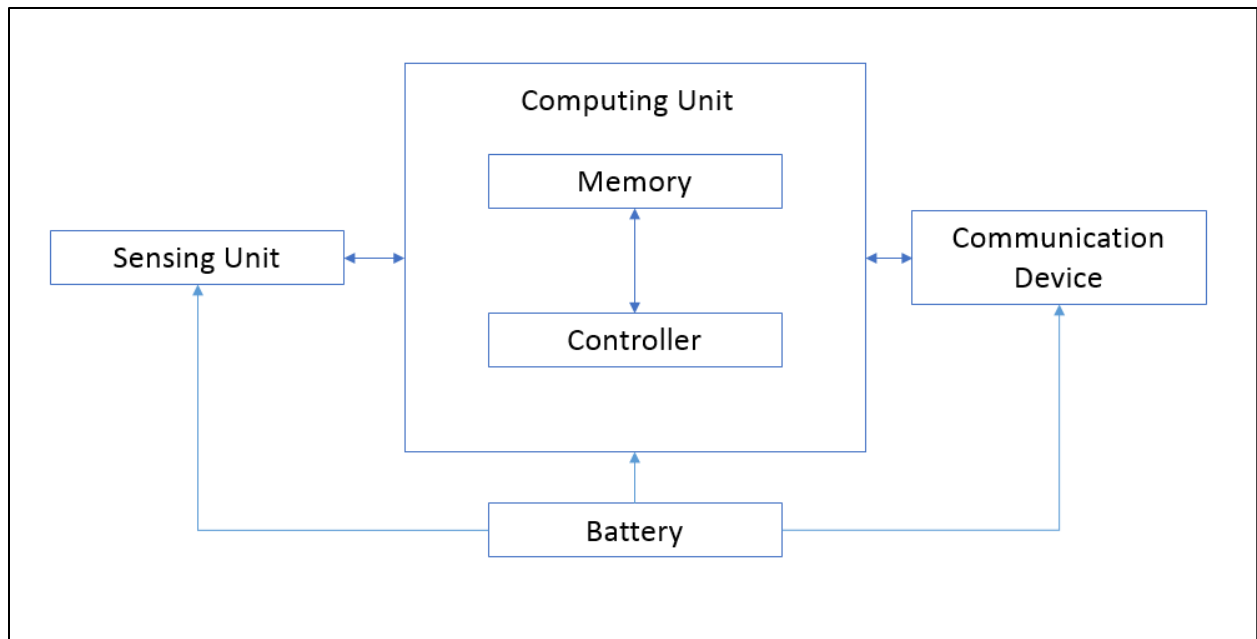 Computing Unit
Memory
Sensing Unit
Communication
Device
Controller
Battery